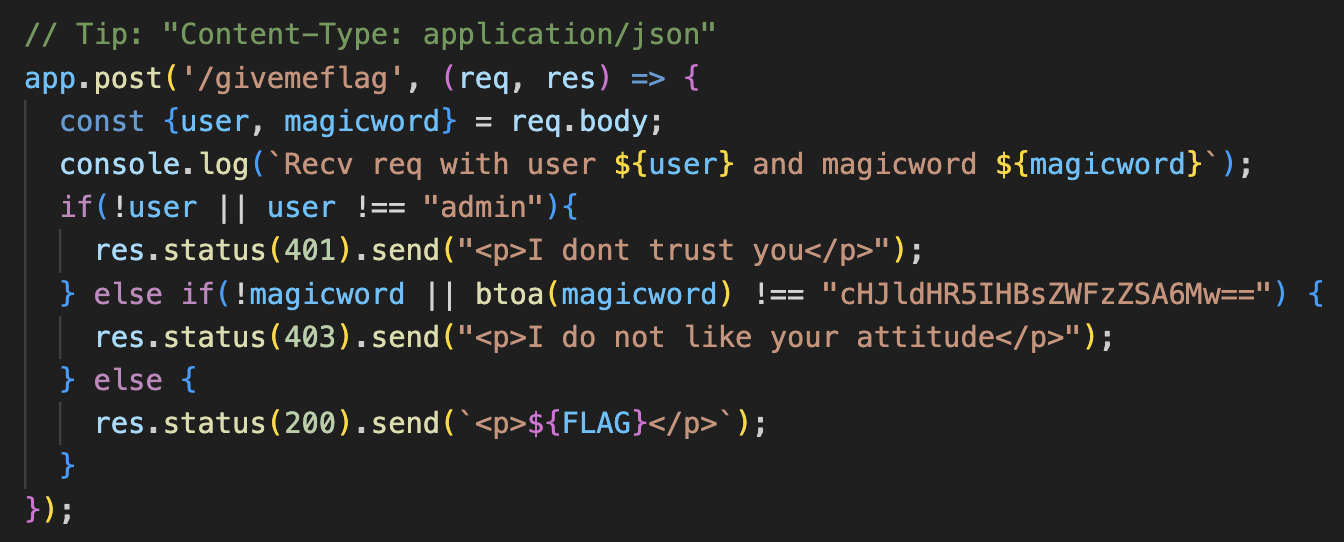 // Tip: "Content-Type: application/json"
app.post('/givemeflag', (req, res) => {
  const {user, magicword} = req.body;
  console.log(`Recv req with user ${user} and magicword ${magicword}`);
  if(!user || user !== "admin"){
    res.status(401).send("<p>I dont trust you</p>");
  } else if(!magicword || btoa(magicword) !== "cHJldHR5IHBsZWFzZSA6Mw==") {
    res.status(403).send("<p>I do not like your attitude</p>");
  } else {
    res.status(200).send(`<p>${FLAG}</p>`);
  }
});